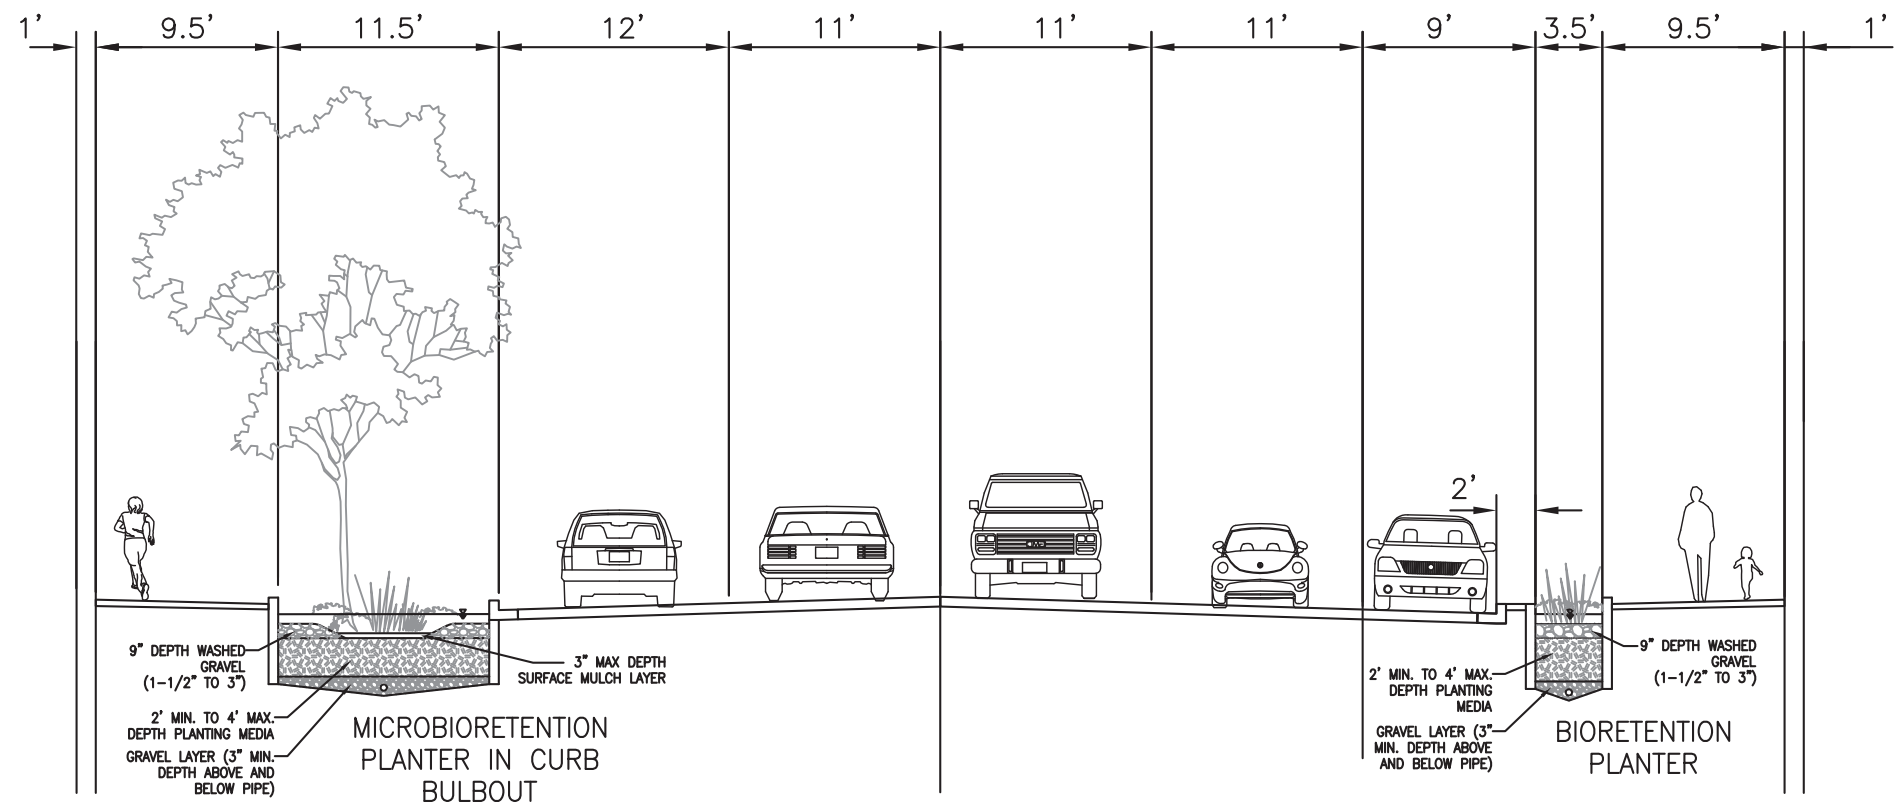 1' 9.5' 11.5' 12' 11' 11' 11' 9' 3.5' 9.5' 1'
2'
9" DEPTH WASHED
GRAVEL
(1-1/2" TO 3")
2' MIN. TO 4' MAX.
DEPTH PLANTING MEDIA
GRAVEL LAYER (3" MIN.
DEPTH ABOVE AND
BELOW PIPE)
3" MAX DEPTH
SURFACE MULCH LAYER
MICROBIORETENTION
PLANTER IN CURB
BULBOUT
2' MIN. TO 4' MAX.
DEPTH PLANTING
MEDIA
GRAVEL LAYER (3"
MIN. DEPTH ABOVE
AND BELOW PIPE)
9" DEPTH WASHED
GRAVEL
(1-1/2" TO 3")
BIORETENTION
PLANTER